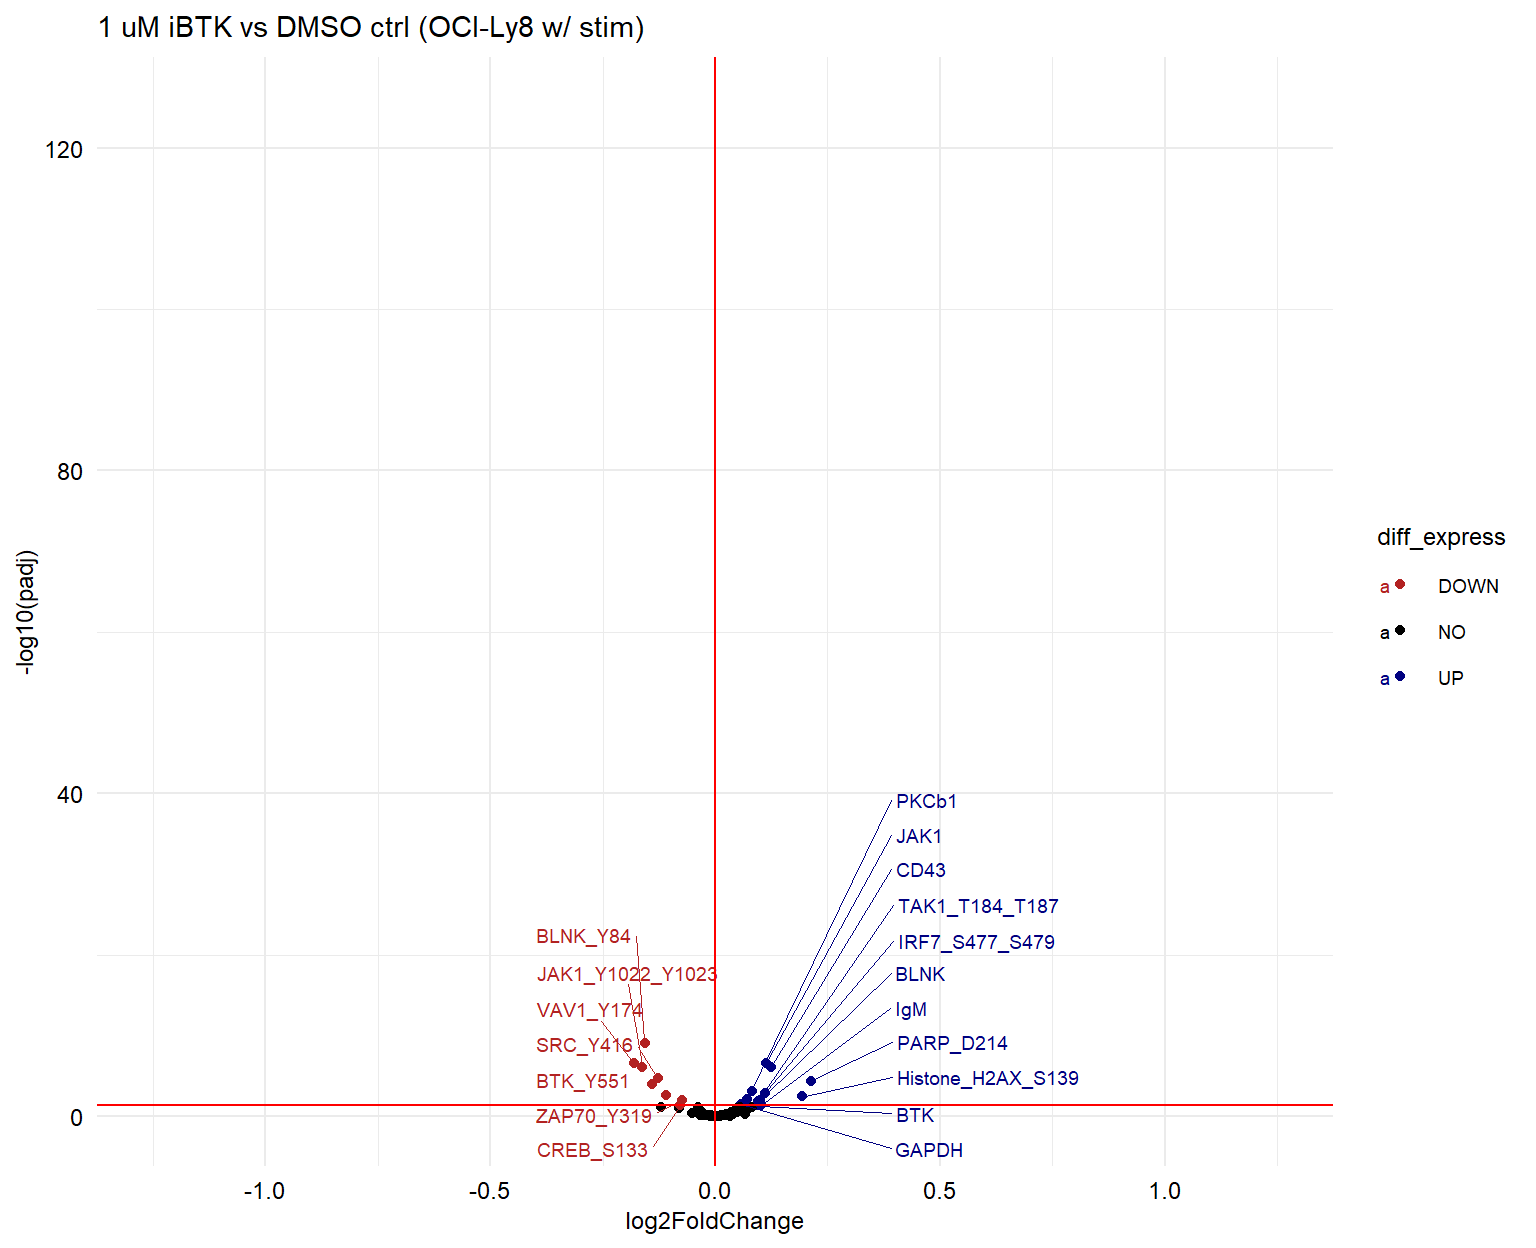 1 uM iBTK vs DMSO ctrl (OCI-Ly8 w/ stim)
120
80
40
0
-log10(padj)
PKCb1
JAK1
CD43
TAK1_T184_T187
IRF7_S477_S479
BLNK
IgM
PARP_D214
Histone_H2AX_S139
BTK
GAPDH
BLNK_Y84
JAK1_Y1022_Y1023
VAV1_Y174
SRC_Y416
BTK_Y551
ZAP70_Y319
CREB_S133
-1.0
-0.5
0.0
0.5
1.0
log2FoldChange
diff_express
a DOWN
a NO
a UP